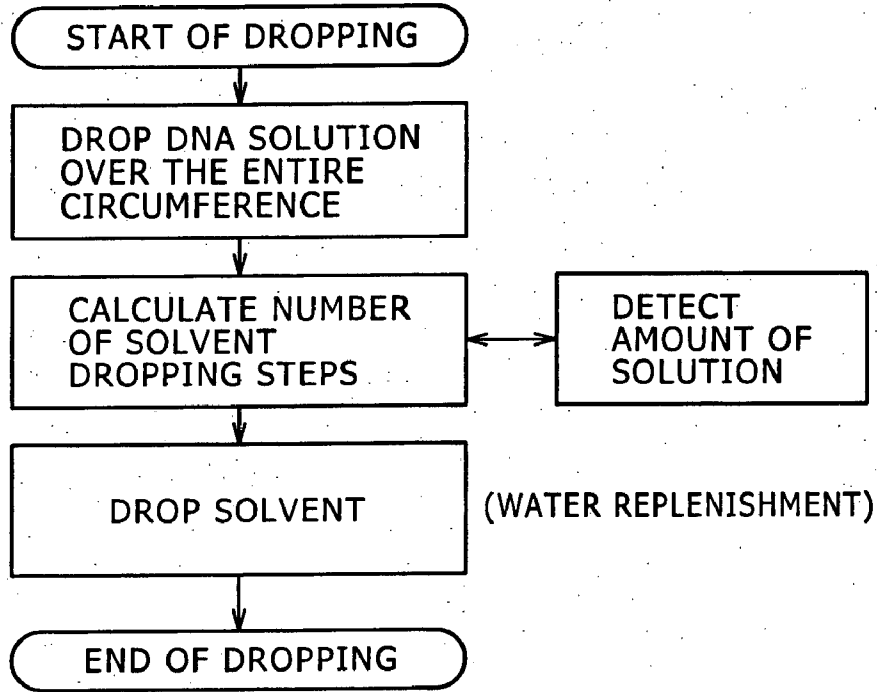 START OF DROPPING
DROP DNA SOLUTION
OVER THE ENTIRE
CIRCUMFERENCE
CALCULATE NUMBER
OF SOLVENT
DROPPING STEPS
DETECT
AMOUNT OF
SOLUTION
DROP SOLVENT
(WATER REPLENISHMENT)
END OF DROPPING